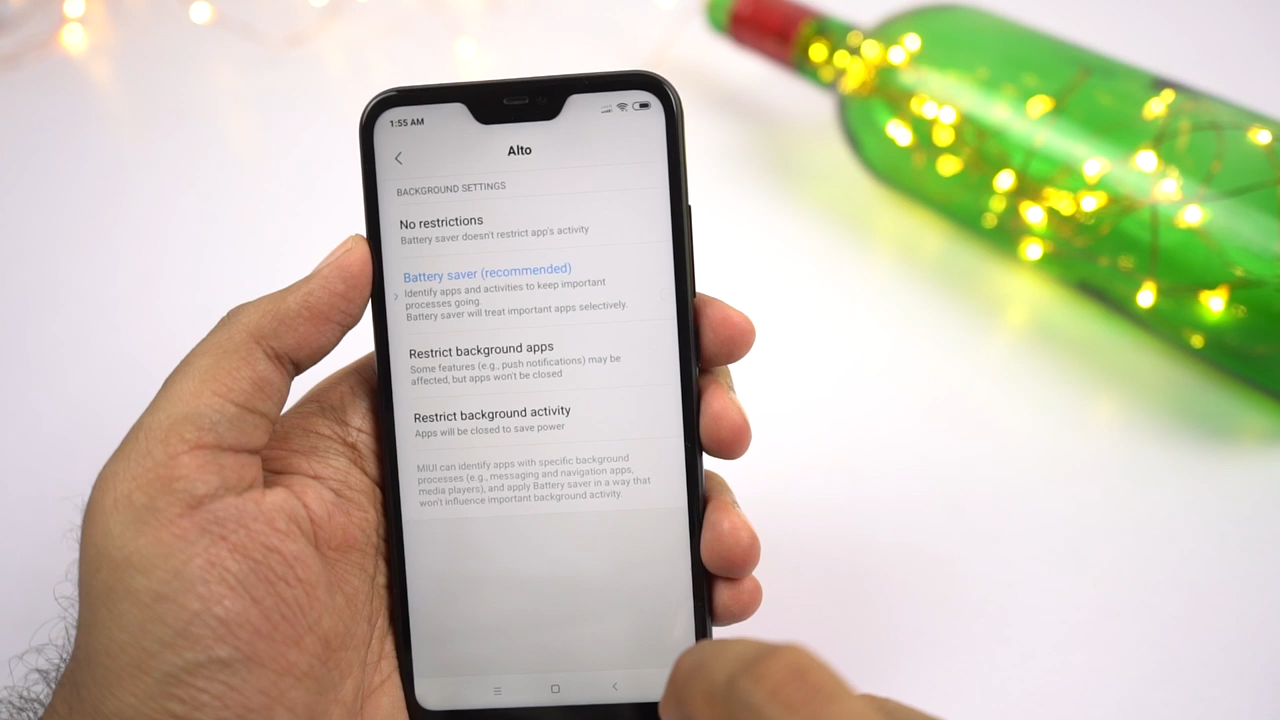 1:55 AM
Alto
BACKGROUND SETTINGS
No restrictions
Battery saver doesn't restrict app's activity
Battery saver (recommended)
Identify apps and activities to keep important
processes going.
Battery saver will treat important apps selectively.
Restrict background apps
Some features (e.g., push notifications) may be
affected, but apps won't be closed
Restrict background activity
Apps will be closed to save power
MIUI can identify apps with specific background
processes (e.g., messaging and navigation apps,
media players), and apply Battery saver in a way that
won't influence important background activity.